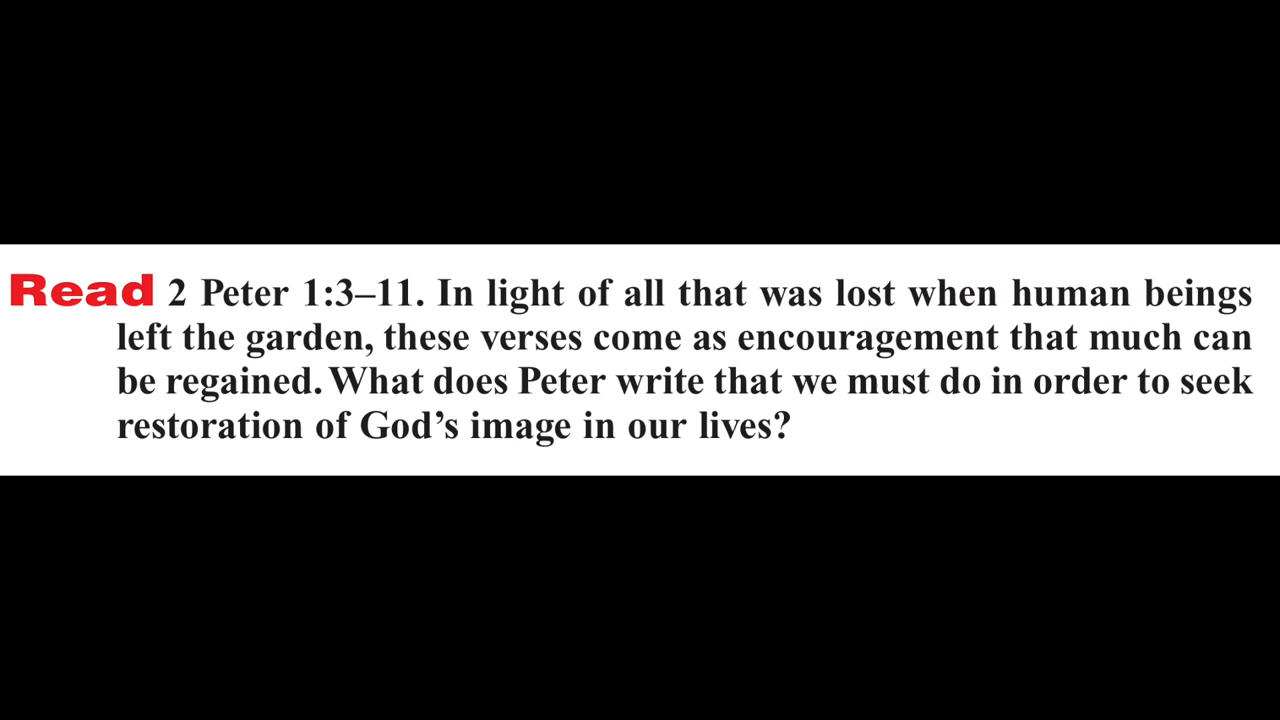 Read 2 Peter 1:3–11. In light of all that was lost when human beings
left the garden, these verses come as encouragement that much can
be regained. What does Peter write that we must do in order to seek
restoration of God’s image in our lives?